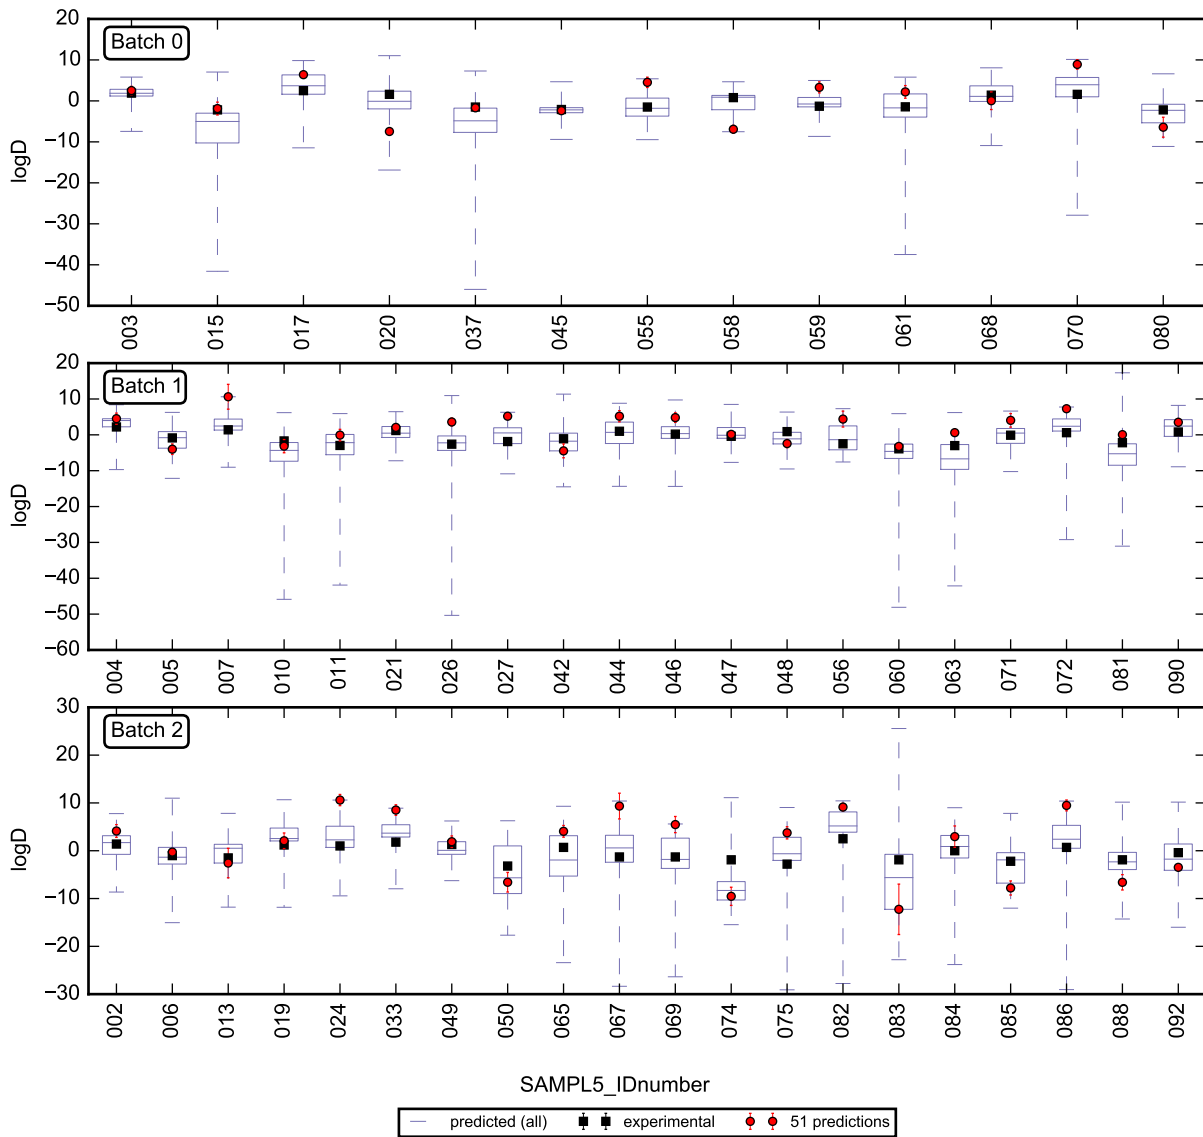 Batch 0
logD
20
10
0
−10
−20
−30
−40
−50
003 015 017 020 037 045 055 058 059 061 068 070 080
Batch 1
logD
20
10
0
−10
−20
−30
−40
−50
−60
004 005 007 010 011 021 026 027 042 044 046 047 048 056 060 063 071 072 081 090
Batch 2
logD
30
20
10
0
−10
−20
−30
002 006 013 019 024 033 049 050 065 067 069 074 075 082 083 084 085 086 088 092
SAMPL5_IDnumber
predicted (all) experimental 51 predictions